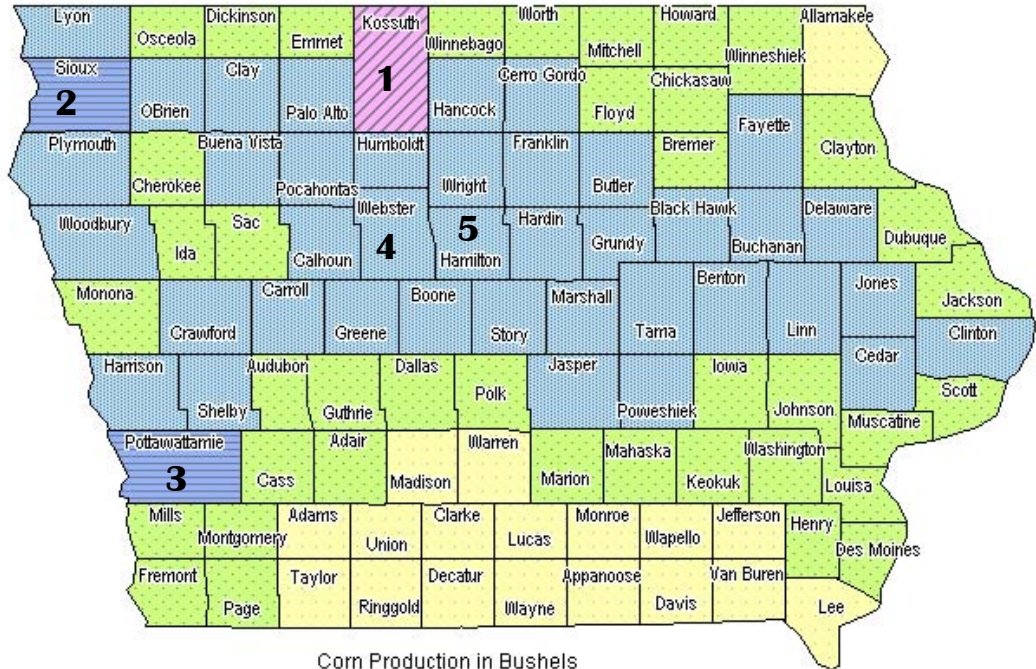 Lyon
Osceola
Dickinson
Emmet
Kossuth
Winnebago
Worth
Mitchell
Howard
Winneshiek
Allamakee
Sioux
OBrien
Clay
Palo Alto
1
Hancock
Cerro Gordo
Floyd
Chickasaw
2
Plymouth
Cherokee
Buena Vista
Pocahontas
Humboldt
Wright
Franklin
Butler
Bremer
Fayette
Clayton
Woodbury
Ida
Sac
Calhoun
Webster
4
5
Hamilton
Hardin
Grundy
Black Hawk
Buchanan
Delaware
Dubuque
Monona
Crawford
Carroll
Greene
Boone
Story
Marshall
Tama
Benton
Linn
Jones
Jackson
Clinton
Cedar
Harrison
Shelby
Audubon
Guthrie
Dallas
Polk
Jasper
Poweshiek
Iowa
Johnson
Scott
Muscatine
Pottawattamie
3
Cass
Adair
Madison
Warren
Marion
Mahaska
Keokuk
Washington
Louisa
Mills
Montgomery
Adams
Union
Clarke
Lucas
Monroe
Wapello
Jefferson
Henry
Des Moines
Fremont
Page
Taylor
Ringgold
Decatur
Wayne
Appanoose
Davis
Van Buren
Lee
Corn Production in Bushels